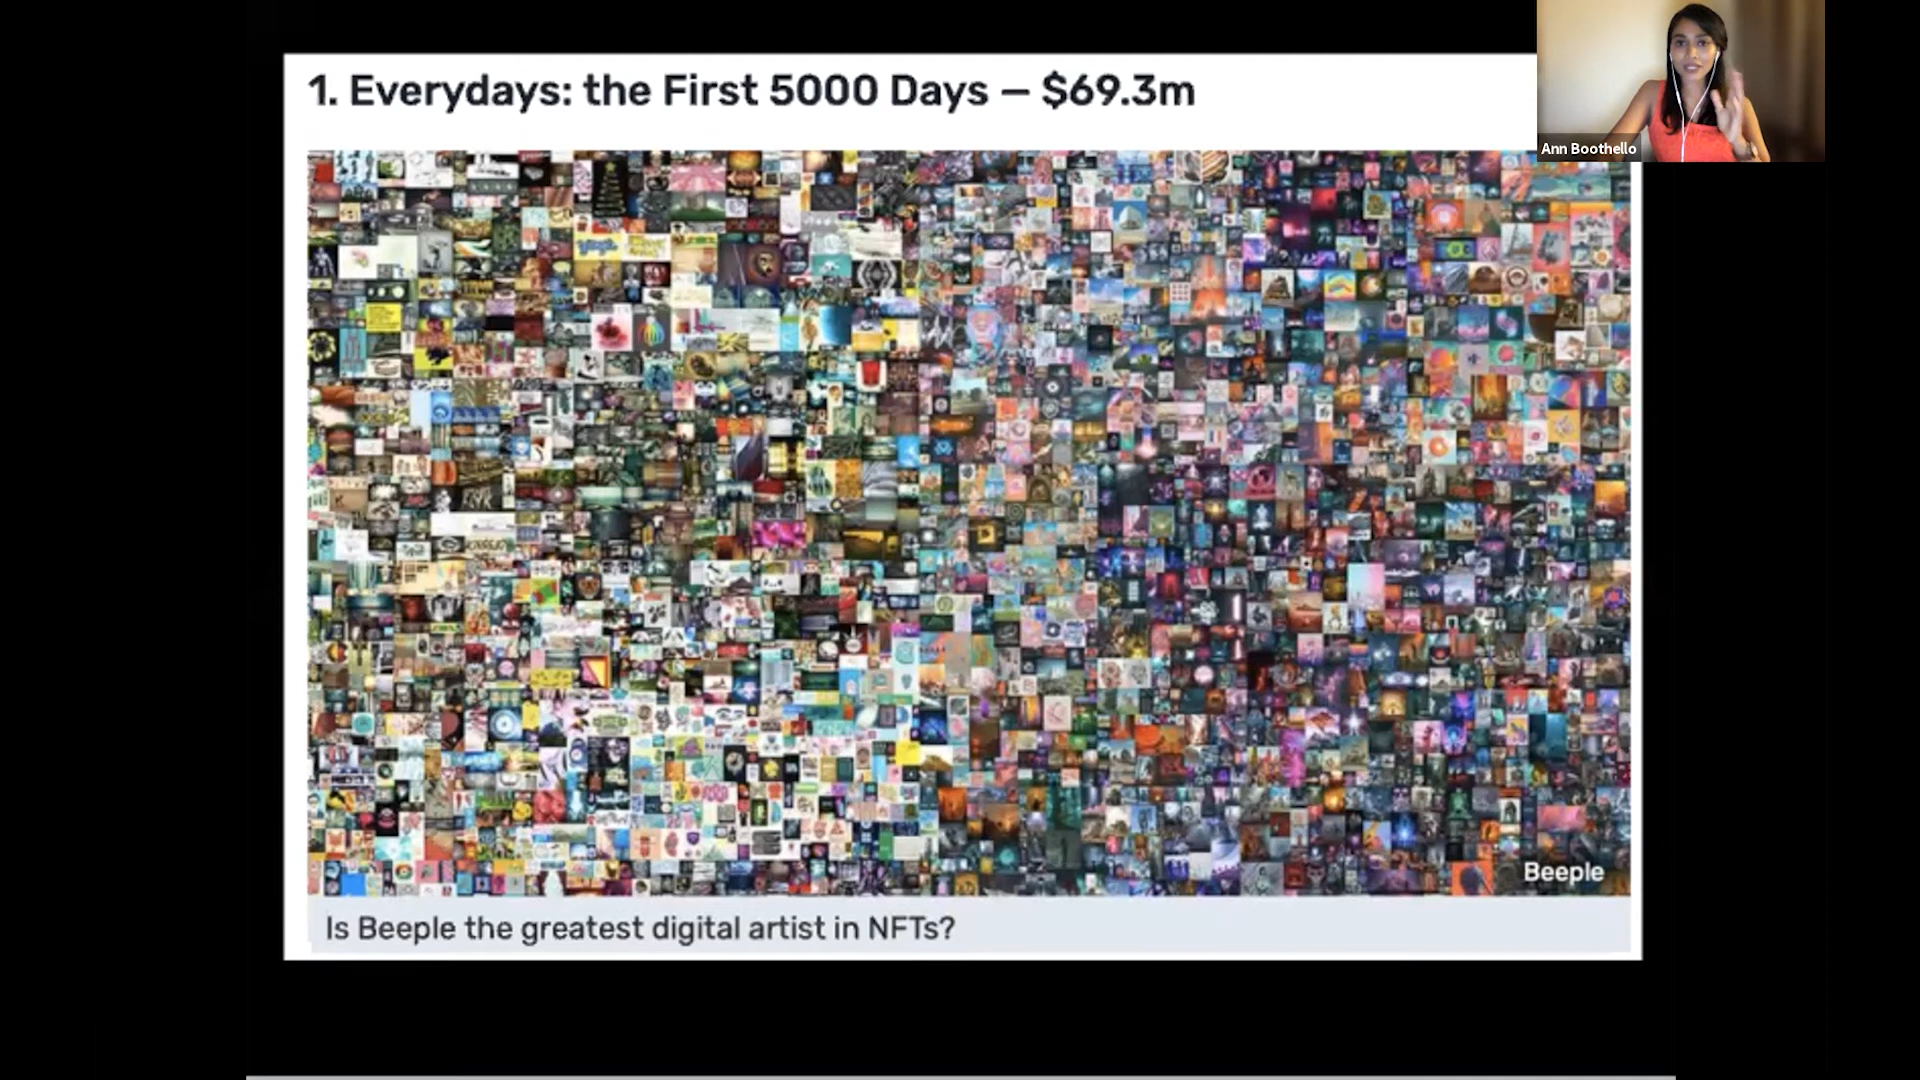 1. Everydays: the First 5000 Days — $69.3m
Ann Boothello
Beeple
Is Beeple the greatest digital artist in NFTs?